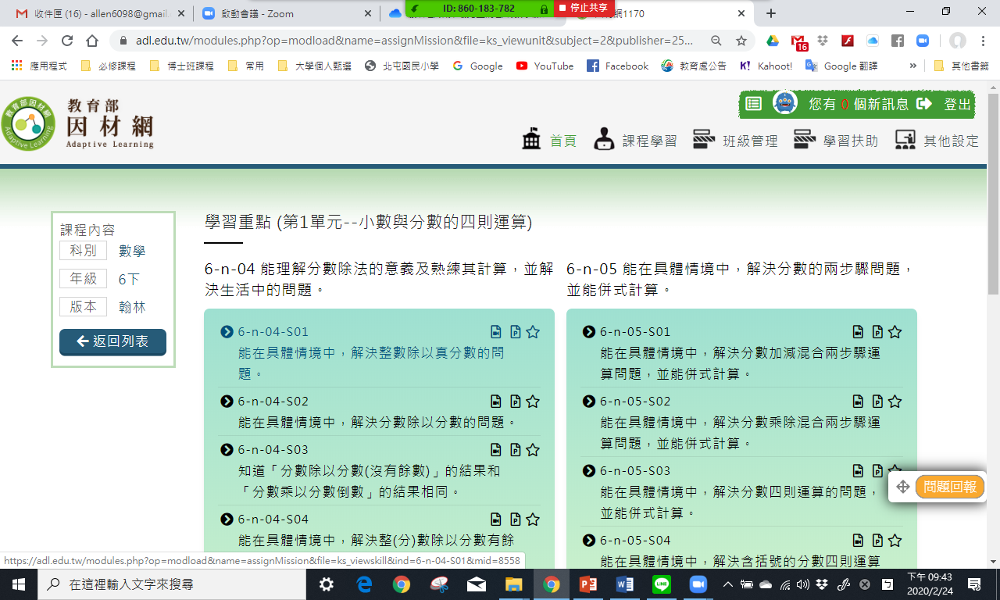 收件匣 (16) - allen6098@gmail.
啟動會議 - Zoom
ID: 860-183-782
停止共享
網1170
adl.edu.tw/modules.php?op=modload&name=assignMission&file=ks_viewunit&subject=2&publisher=25...
16
應用程式 必修課程 博士班課程 常用 大學個人甄選 北屯國民小學 Google YouTube Facebook 教育處公告 Kahoot! Google 翻譯 » 其他書籤
教育部因材網
Adaptive Learning
教育部
因材網
Adaptive Learning
您有 0 個新訊息 登出
首頁 課程學習 班級管理 學習扶助 其他設定
課程內容
科別 數學
年級 6下
版本 翰林
返回列表
學習重點 (第1單元--小數與分數的四則運算)
6-n-04 能理解分數除法的意義及熟練其計算，並解
決生活中的問題。
6-n-04-S01
能在具體情境中，解決整數除以真分數的問
題。
6-n-04-S02
能在具體情境中，解決分數除以分數的問題。
6-n-04-S03
知道「分數除以分數(沒有餘數)」的結果和
「分數乘以分數倒數」的結果相同。
6-n-04-S04
能在具體情境中，解決整(分)數除以分數有餘
6-n-05 能在具體情境中，解決分數的兩步驟問題，
並能併式計算。
6-n-05-S01
能在具體情境中，解決分數加減混合兩步驟運
算問題，並能併式計算。
6-n-05-S02
能在具體情境中，解決分數乘除混合兩步驟運
算問題，並能併式計算。
6-n-05-S03
能在具體情境中，解決分數四則運算的問題，
並能併式計算。
6-n-05-S04
能在具體情境中，解決含括號的分數四則運算
問題回報
https://adl.edu.tw/modules.php?op=modload&name=assignMission&file=ks_viewskill&ind=6-n-04-S01&mid=8558
在這裡輸入文字來搜尋
下午 09:43
2020/2/24